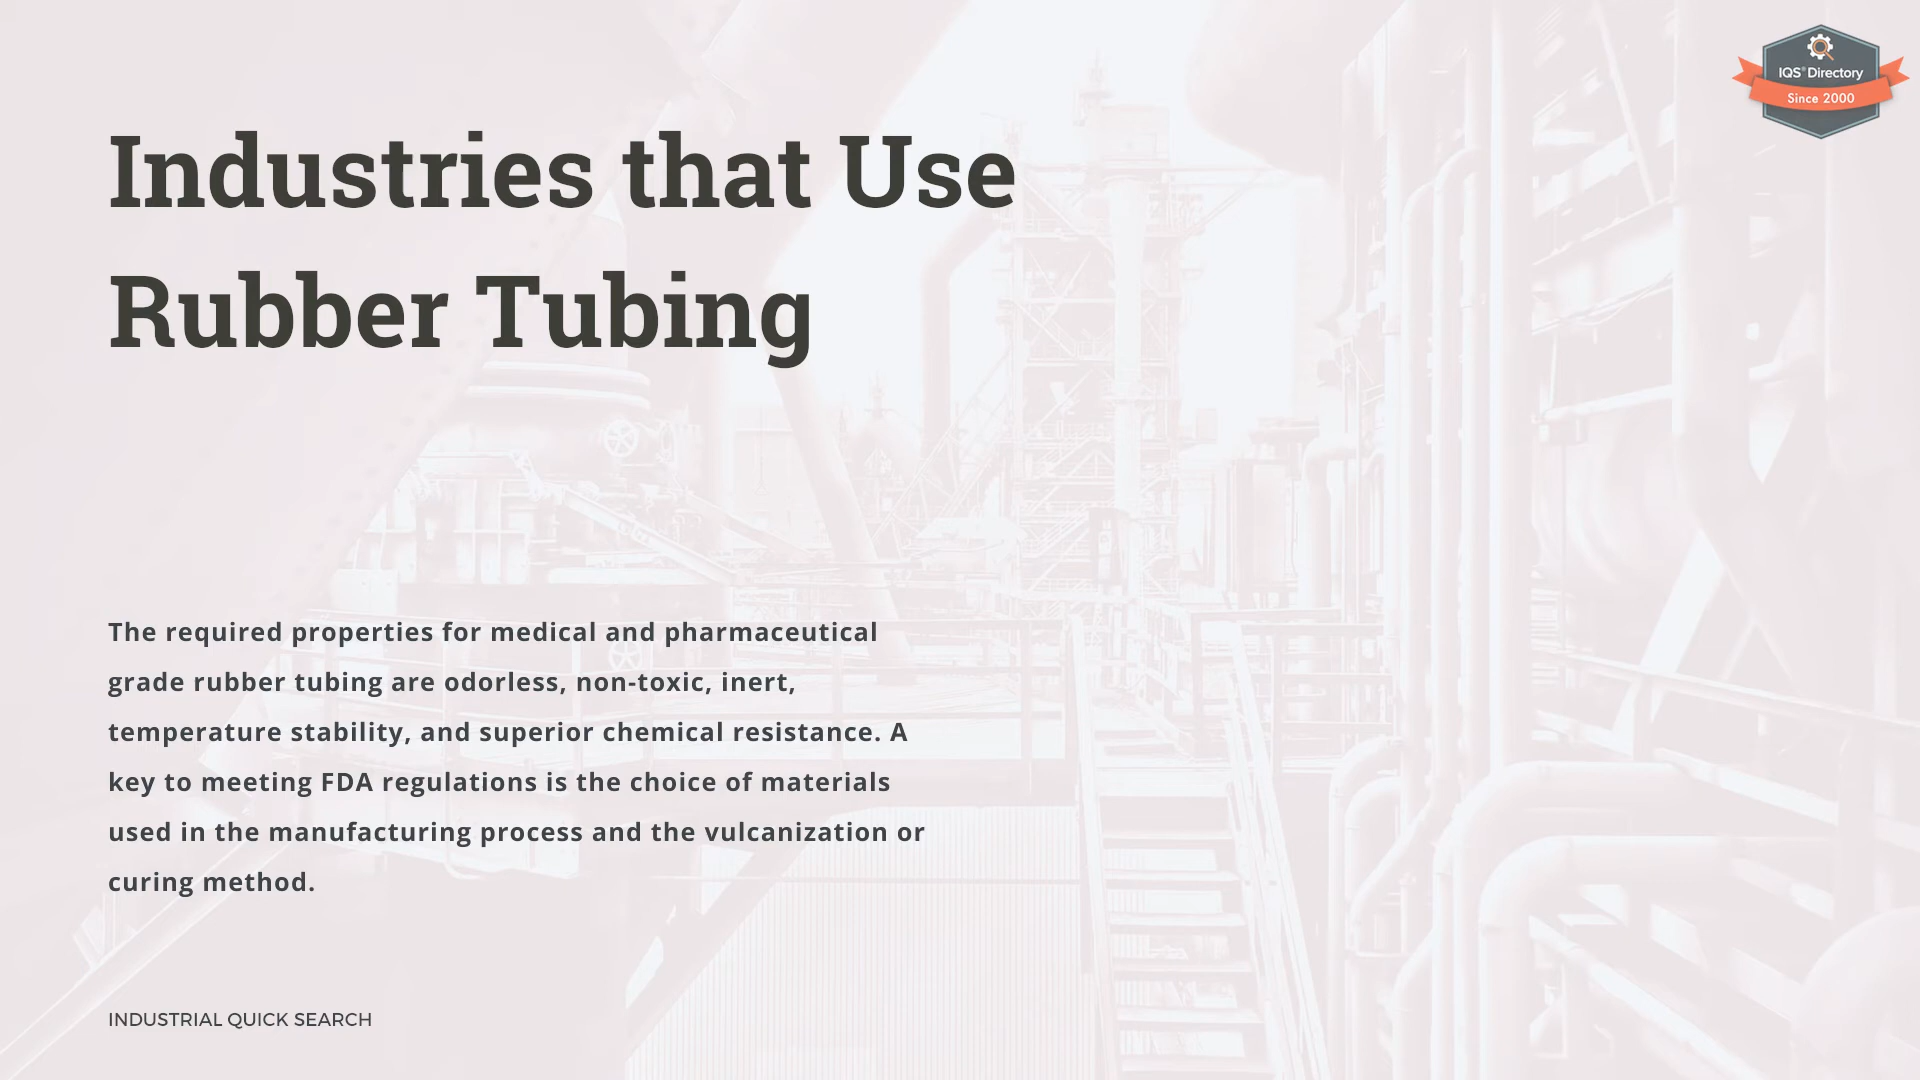 IQS® Directory
Since 2000
Industries that Use
Rubber Tubing
The required properties for medical and pharmaceutical
grade rubber tubing are odorless, non-toxic, inert,
temperature stability, and superior chemical resistance. A
key to meeting FDA regulations is the choice of materials
used in the manufacturing process and the vulcanization or
curing method.
INDUSTRIAL QUICK SEARCH